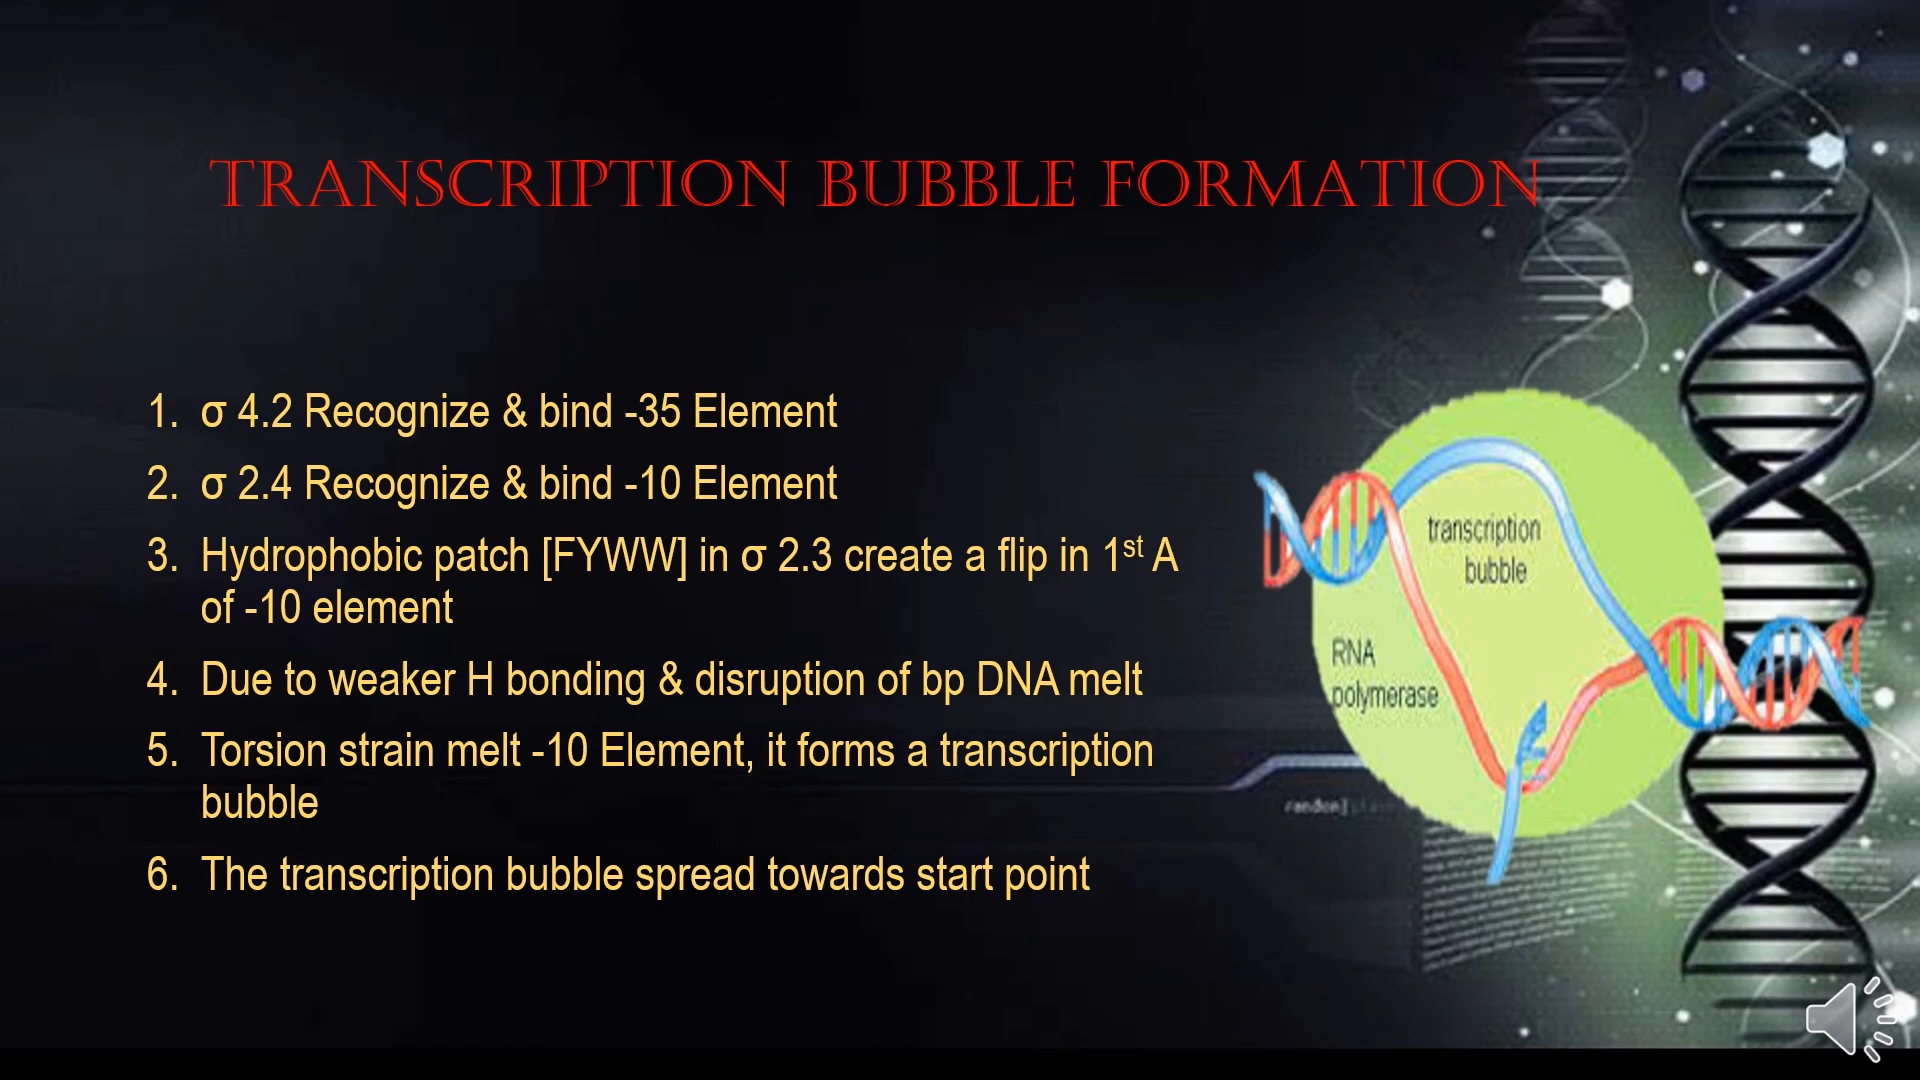 TRANSCRIPTION BUBBLE FORMATION
1. σ 4.2 Recognize & bind -35 Element
2. σ 2.4 Recognize & bind -10 Element
3. Hydrophobic patch [FYWW] in σ 2.3 create a flip in 1st A
of -10 element
4. Due to weaker H bonding & disruption of bp DNA melt
5. Torsion strain melt -10 Element, it forms a transcription
bubble
6. The transcription bubble spread towards start point
transcription
bubble
RNA
polymerase